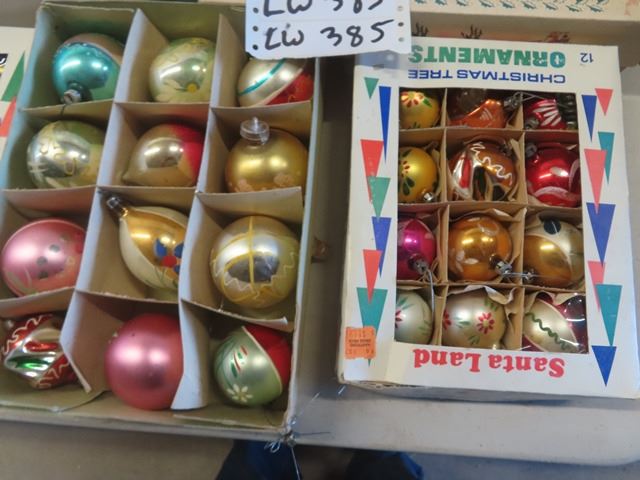 LW 385
LW 385
12
CHRISTMAS TREE
ORNAMENTS
Santa Land